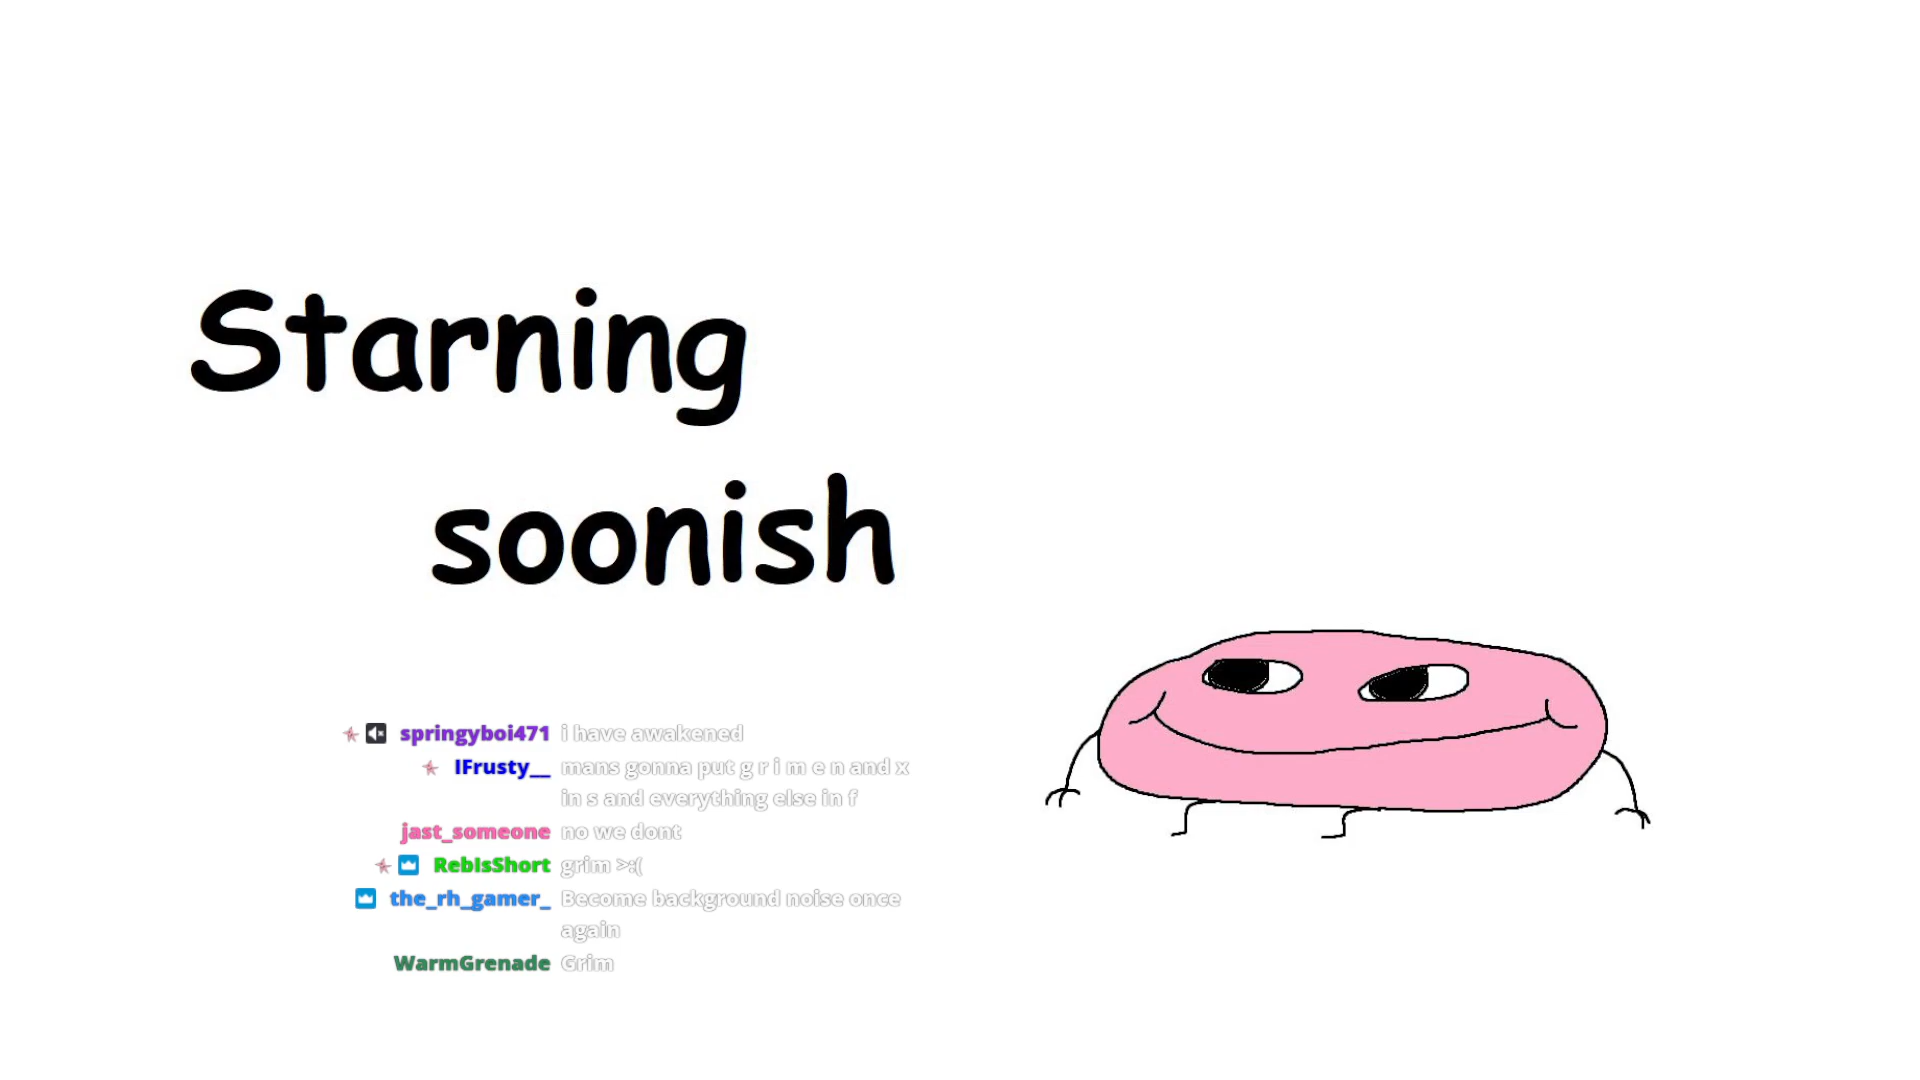 Starning
soonish
springyboi471 i have awakened
IFrusty__ mans gonna put g r i m e n and x
in s and everything else in f
jast_someone no we dont
RebIsShort grim >:(
the_rh_gamer_ Become background noise once
again
WarmGrenade Grim